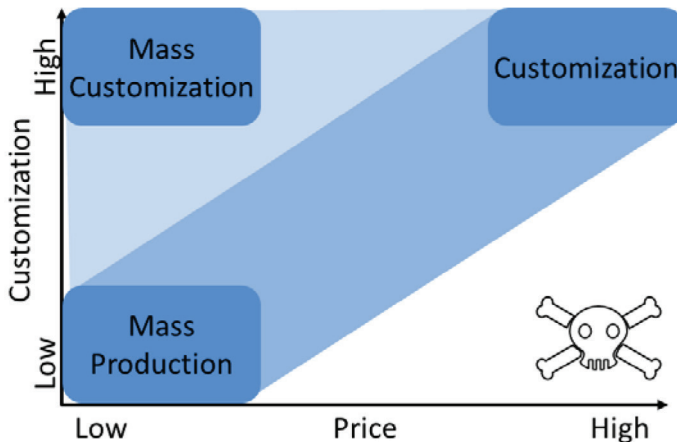 High
Mass
Customization
Customization
Customization
Mass
Production
Low
Low
Price
High